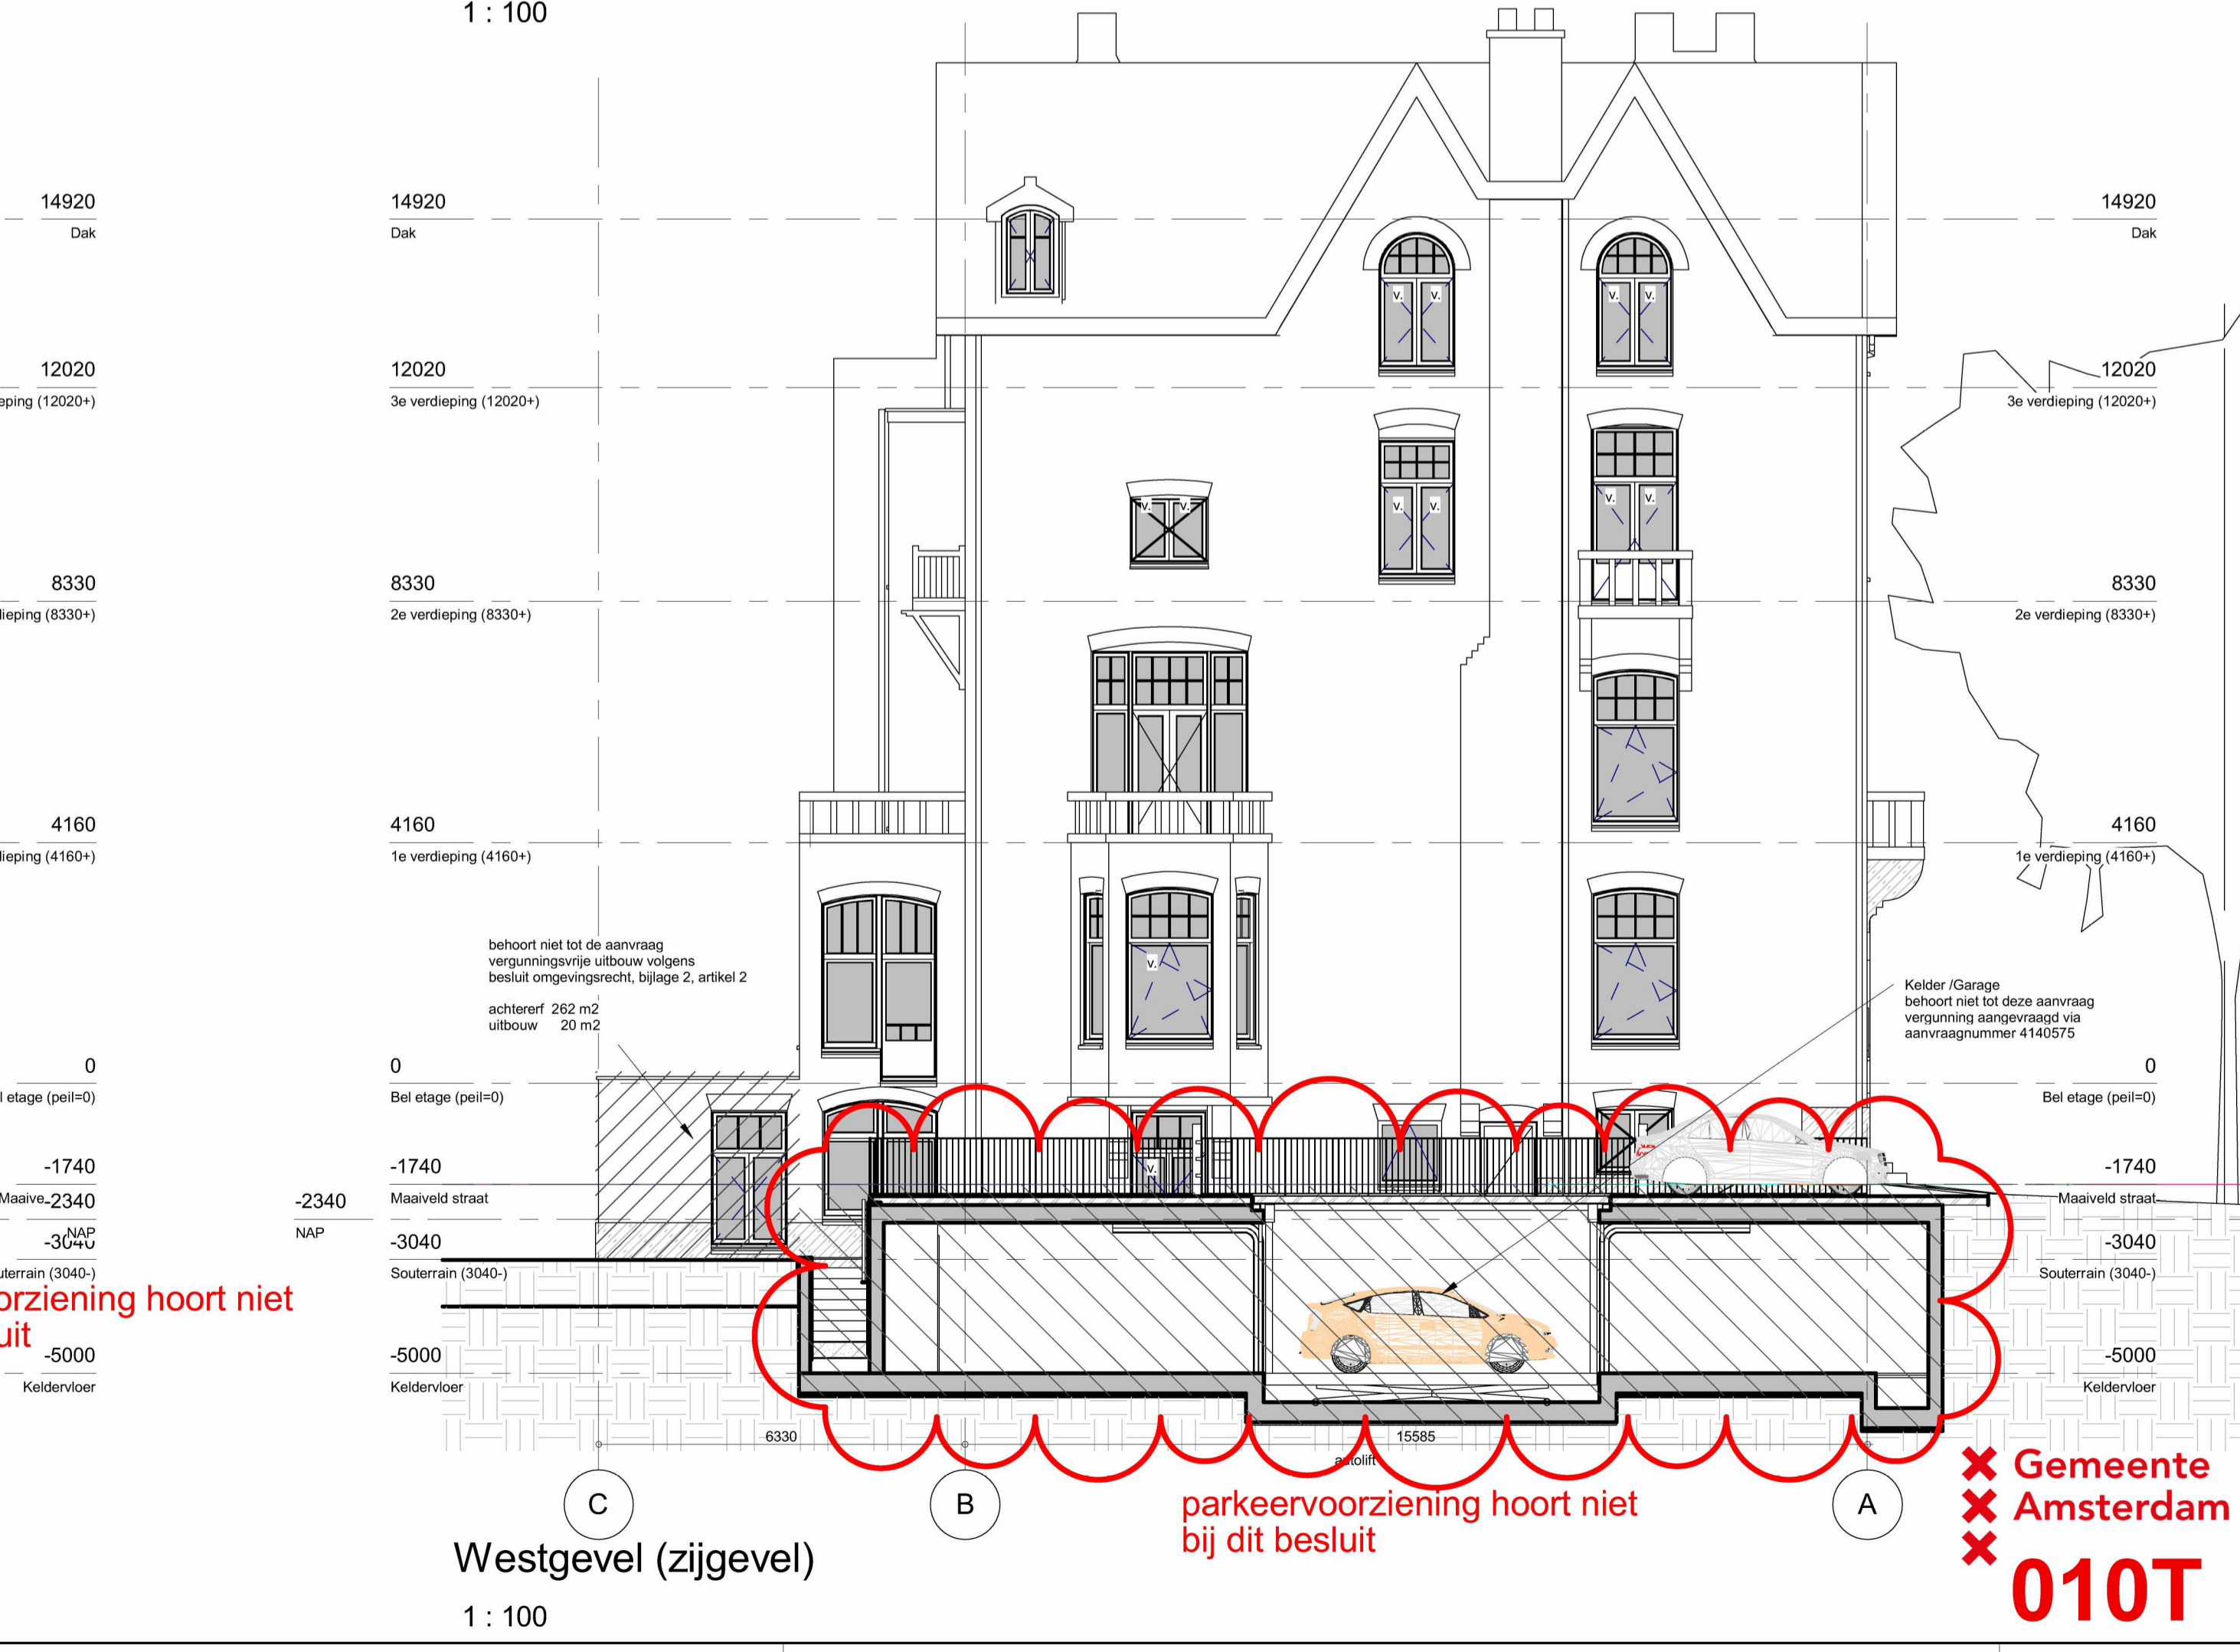 1 : 100
14920
Dak
14920
Dak
14920
Dak
12020
eping (12020+)
12020
3e verdieping (12020+)
12020
3e verdieping (12020+)
8330
lieping (8330+)
8330
2e verdieping (8330+)
8330
2e verdieping (8330+)
4160
lieping (4160+)
4160
1e verdieping (4160+)
4160
1e verdieping (4160+)
v. v.
v. v.
v. v.
v. v.
v. v.
v.
v.
behoort niet tot de aanvraag
vergunningsvrije uitbouw volgens
besluit omgevingsrecht, bijlage 2, artikel 2
achtererf 262 m2
uitbouw 20 m2
Kelder /Garage
behoort niet tot deze aanvraag
vergunning aangevraagd via
aanvraagnummer 4140575
0
l etage (peil=0)
0
Bel etage (peil=0)
0
Bel etage (peil=0)
-1740
Maaive
-1740
Maaiveld straat
-1740
Maaiveld straat
-2340
NAP
-2340
NAP
-3040
uterrain (3040-)
-3040
Souterrain (3040-)
-3040
Souterrain (3040-)
orziening hoort niet
uit
-5000
Keldervloer
-5000
Keldervloer
-5000
Keldervloer
6330
15585
autolift
C
B
A
parkeervoorziening hoort niet
bij dit besluit
Gemeente
Amsterdam
010T
Westgevel (zijgevel)
1 : 100